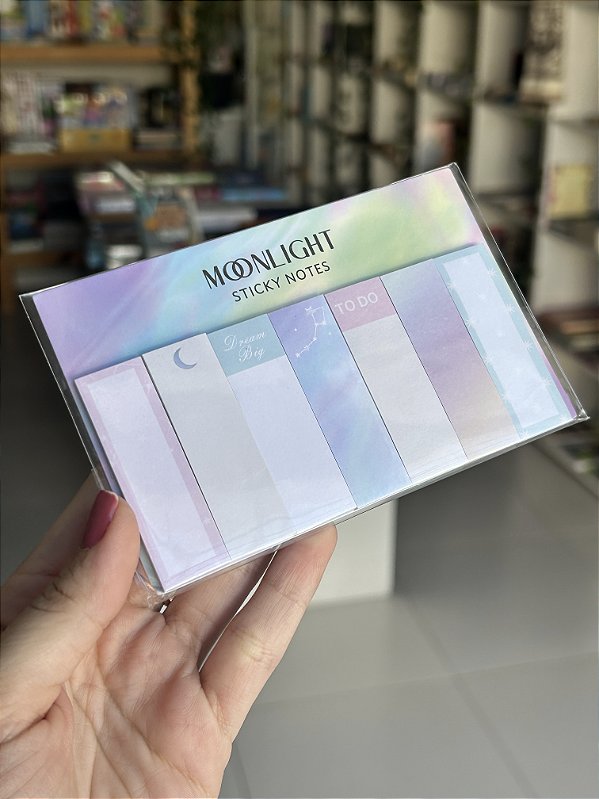 MOONLIGHT
STICKY NOTES
Dream
Big
TO DO